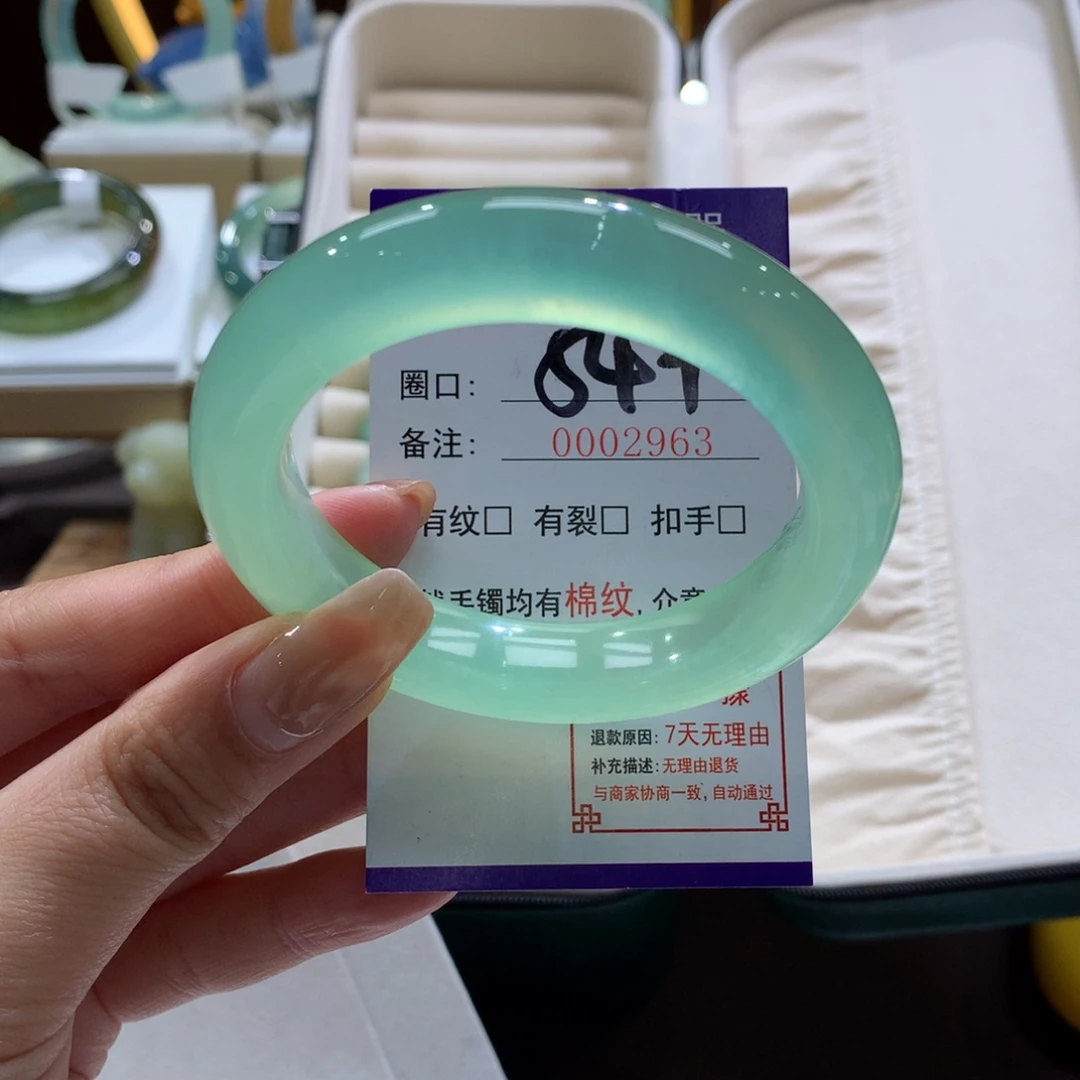 圈口:
备注: 0002963
有纹□ 有裂□ 扣手□
手镯均有棉纹,
退款原因: 7天无理由
补充描述: 无理由退货
与商家协商一致, 自动通过